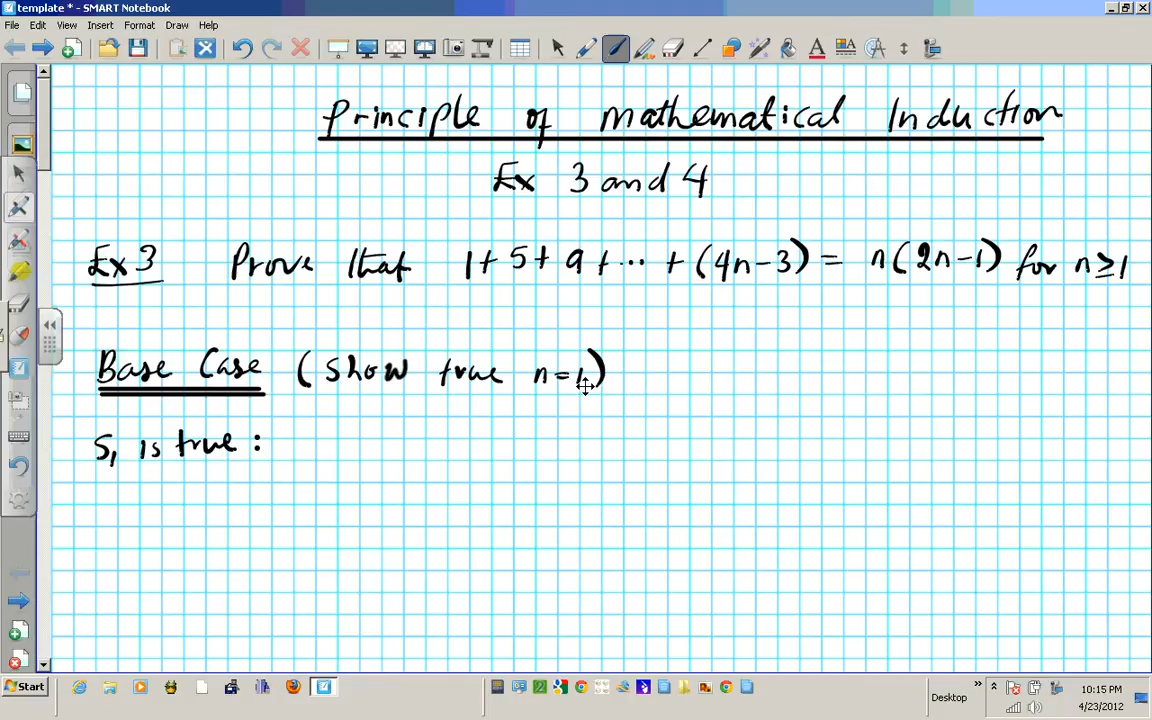 template * - SMART Notebook
File Edit View Insert Format Draw Help
Principle of mathematical Induction
Ex 3 and 4
Ex 3 Prove that 1+5+9+...+(4n-3) = n(2n-1) for n≥1
Base Case (show true n=1)
S₁ is true:
Start
Desktop
10:15 PM
4/23/2012